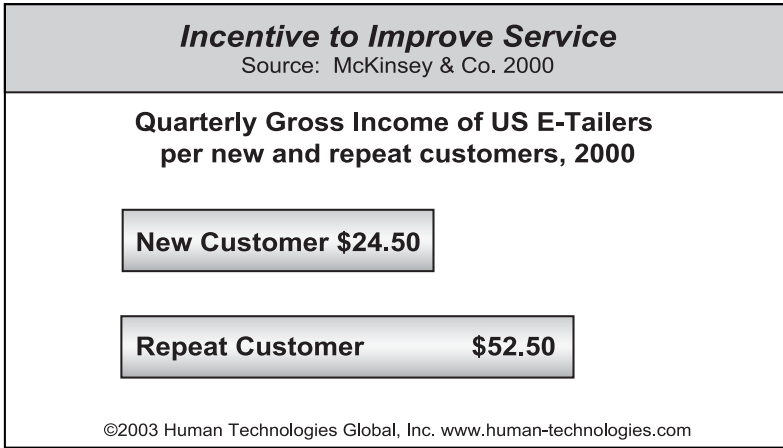 Incentive to Improve Service
Source: McKinsey & Co. 2000
Quarterly Gross Income of US E-Tailers
per new and repeat customers, 2000
New Customer $24.50
Repeat Customer $52.50
©2003 Human Technologies Global, Inc. www.human-technologies.com